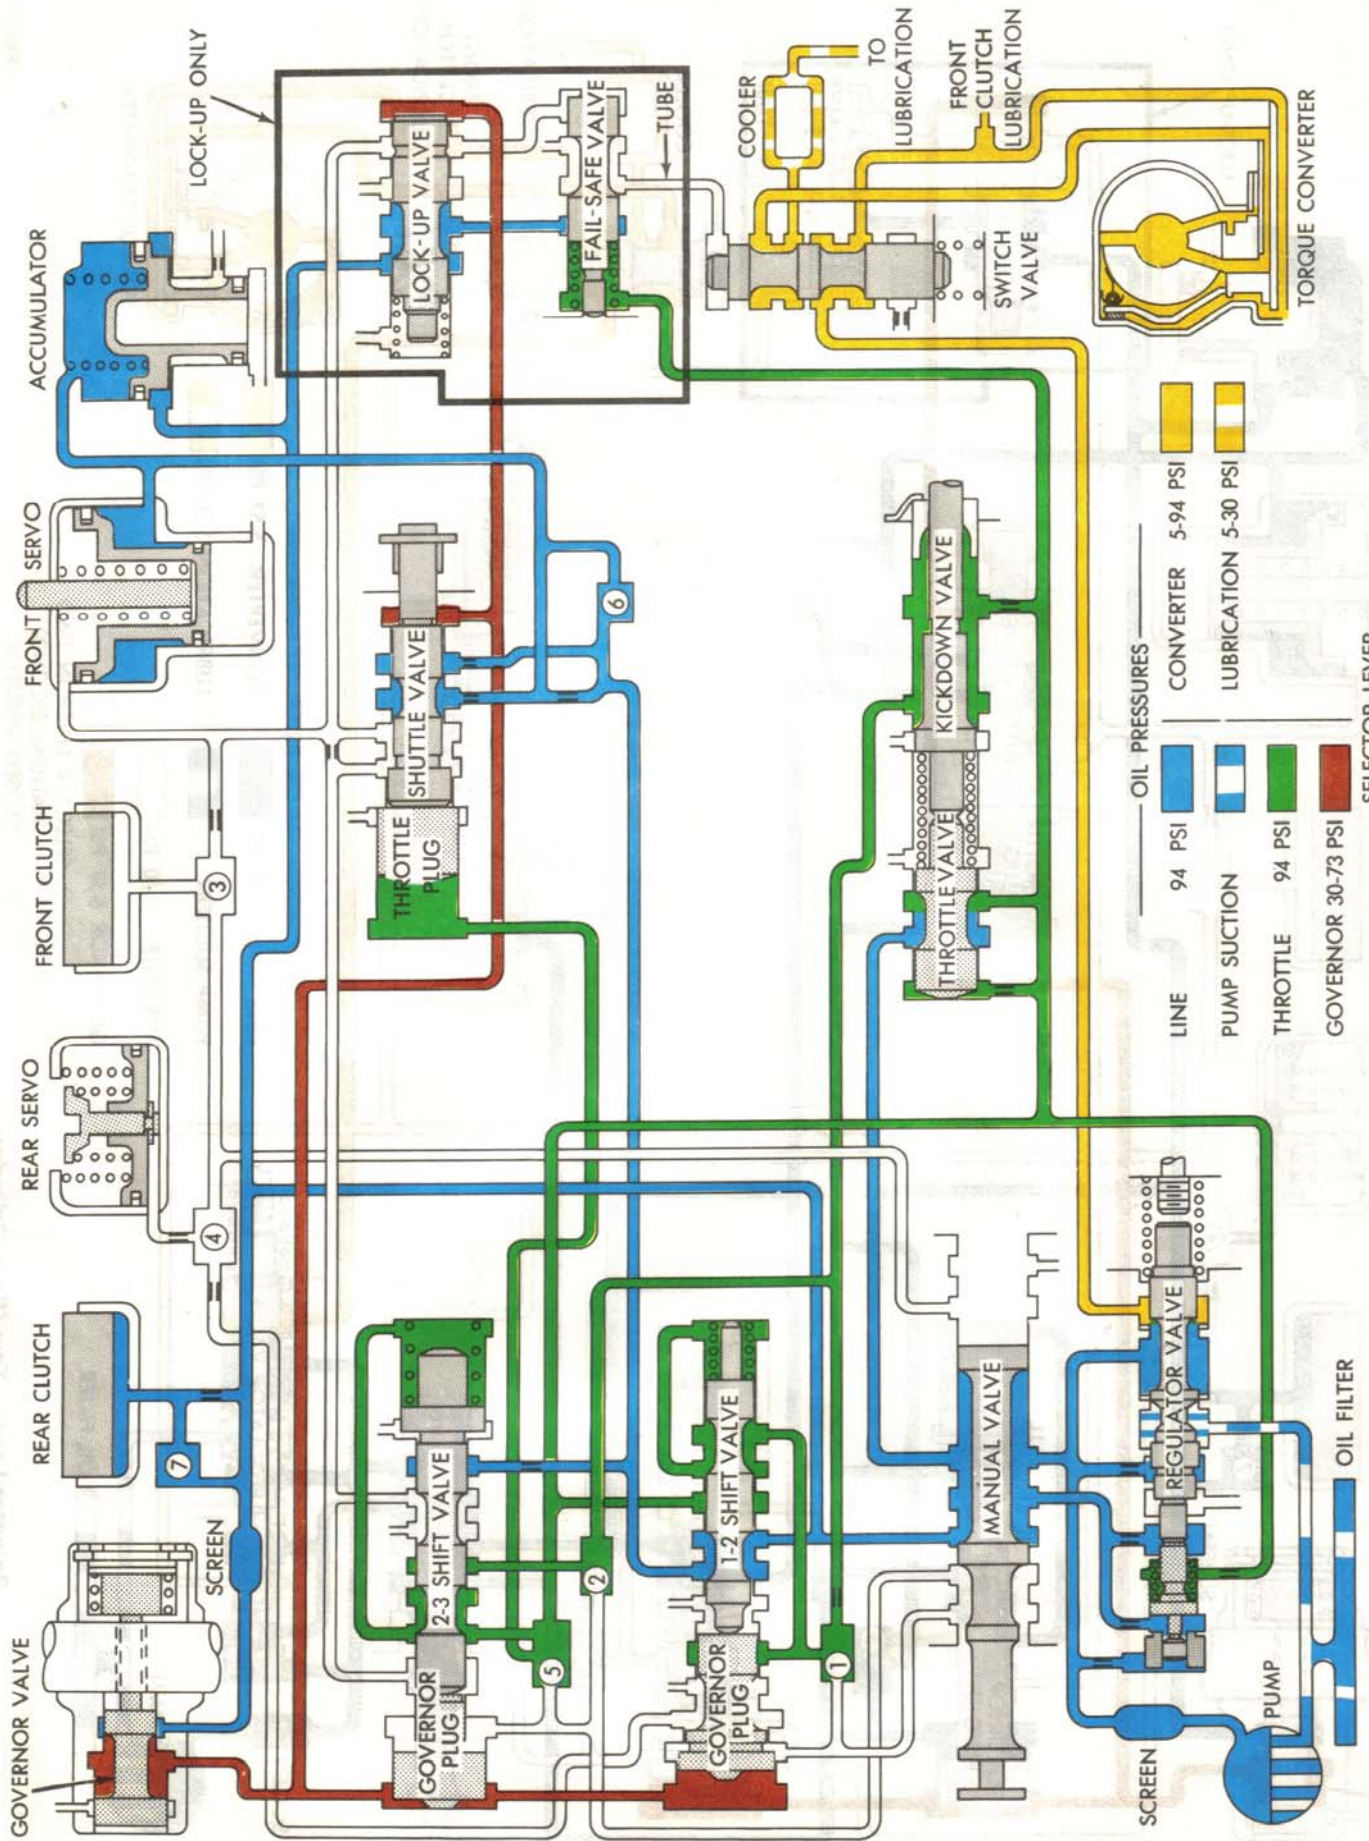 GOVERNOR VALVE
SCREEN
REAR CLUTCH
REAR SERVO
FRONT CLUTCH
FRONT SERVO
ACCUMULATOR
LOCK-UP ONLY
7
4
3
GOVERNOR
PLUG
2-3 SHIFT VALVE
THROTTLE
PLUG
SHUTTLE VALVE
LOCK-UP VALVE
5
2
6
FAIL-SAFE VALVE
TUBE
GOVERNOR
PLUG
1-2 SHIFT VALVE
1
COOLER
TO
LUBRICATION
FRONT
CLUTCH
LUBRICATION
SWITCH
VALVE
THROTTLE VALVE
KICKDOWN VALVE
MANUAL VALVE
REGULATOR VALVE
TORQUE CONVERTER
SCREEN
PUMP
OIL FILTER
OIL PRESSURES
LINE 94 PSI
CONVERTER 5-94 PSI
PUMP SUCTION
LUBRICATION 5-30 PSI
THROTTLE 94 PSI
GOVERNOR 30-73 PSI
SELECTOR LEVER